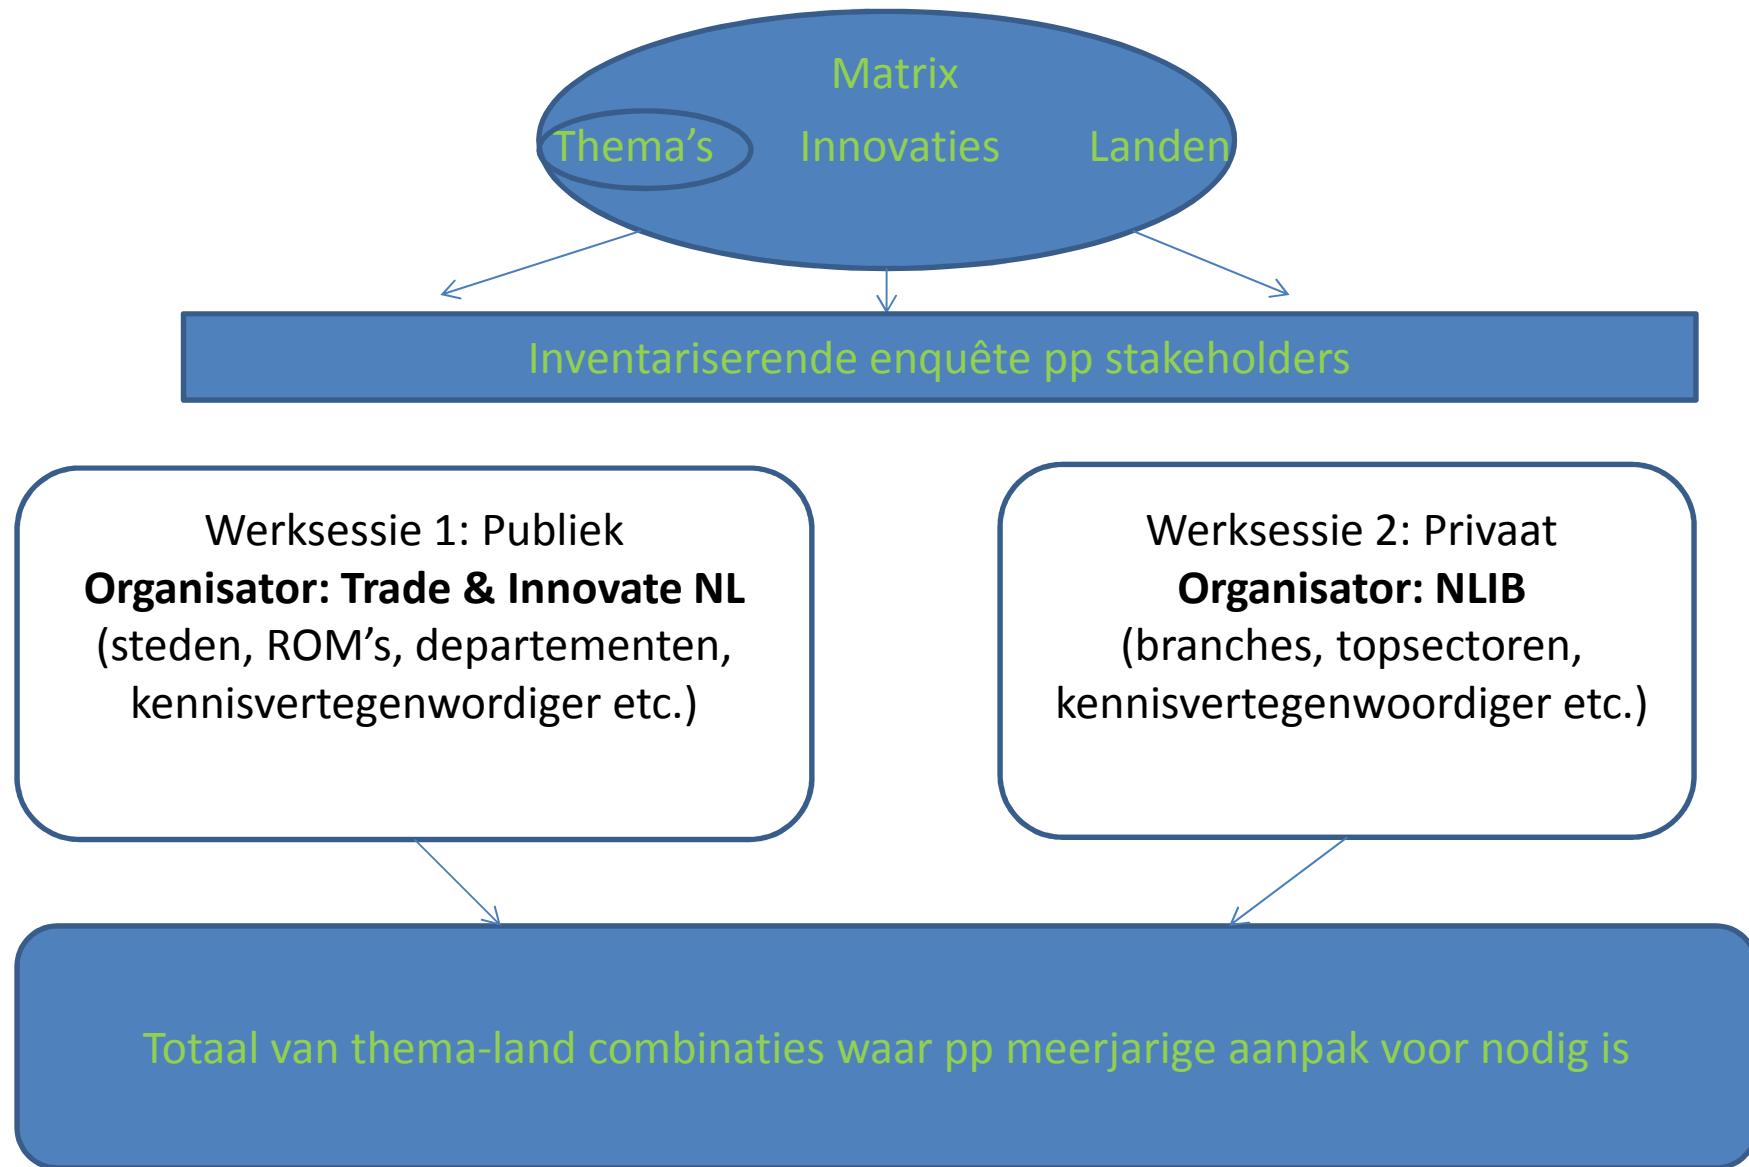 Matrix
Thema’s Innovaties Landen
Inventariserende enquête pp stakeholders
Werksessie 1: Publiek
Organisator: Trade & Innovate NL
(steden, ROM’s, departementen,
kennisvertegenwordiger etc.)
Werksessie 2: Privaat
Organisator: NLIB
(branches, topsectoren,
kennisvertegenwoordiger etc.)
Totaal van thema-land combinaties waar pp meerjarige aanpak voor nodig is